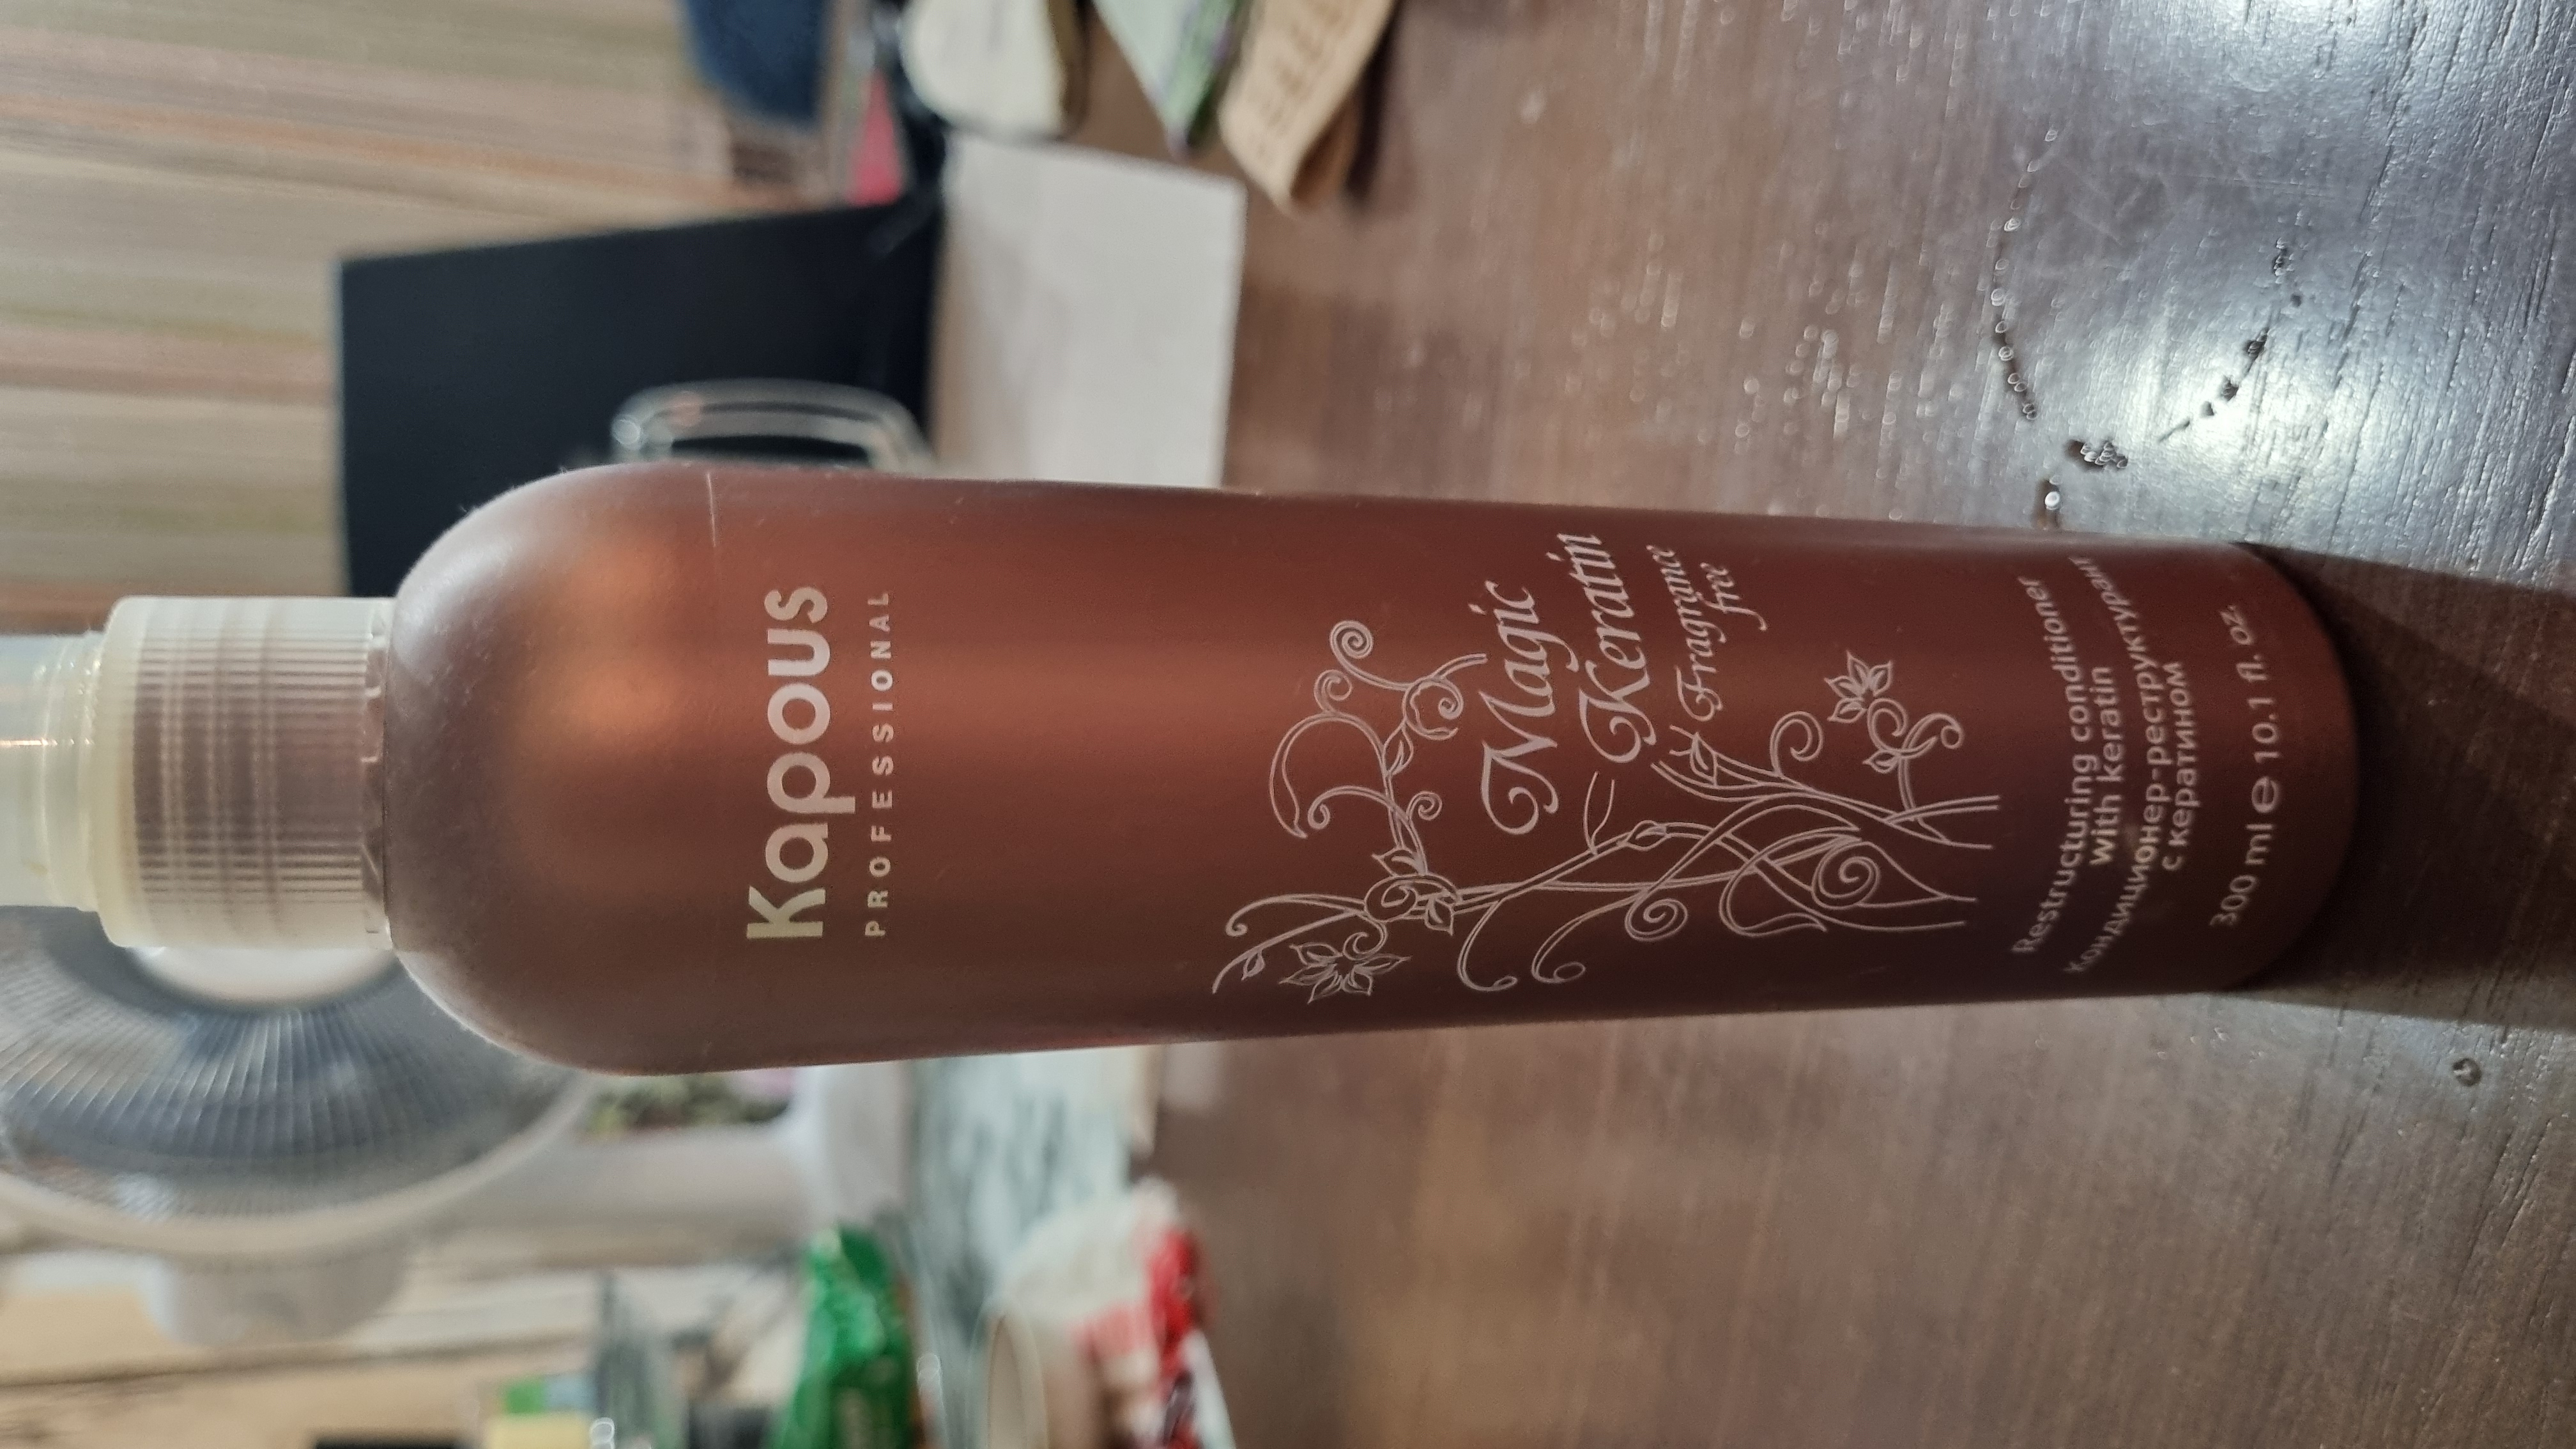 Kapous
PROFESSIONAL
Magic
Keratin
Fragrance
free
Restructuring conditioner
with keratin
Кондиционер-реструктурант
с кератином
300 ml e 10.1 fl. oz.